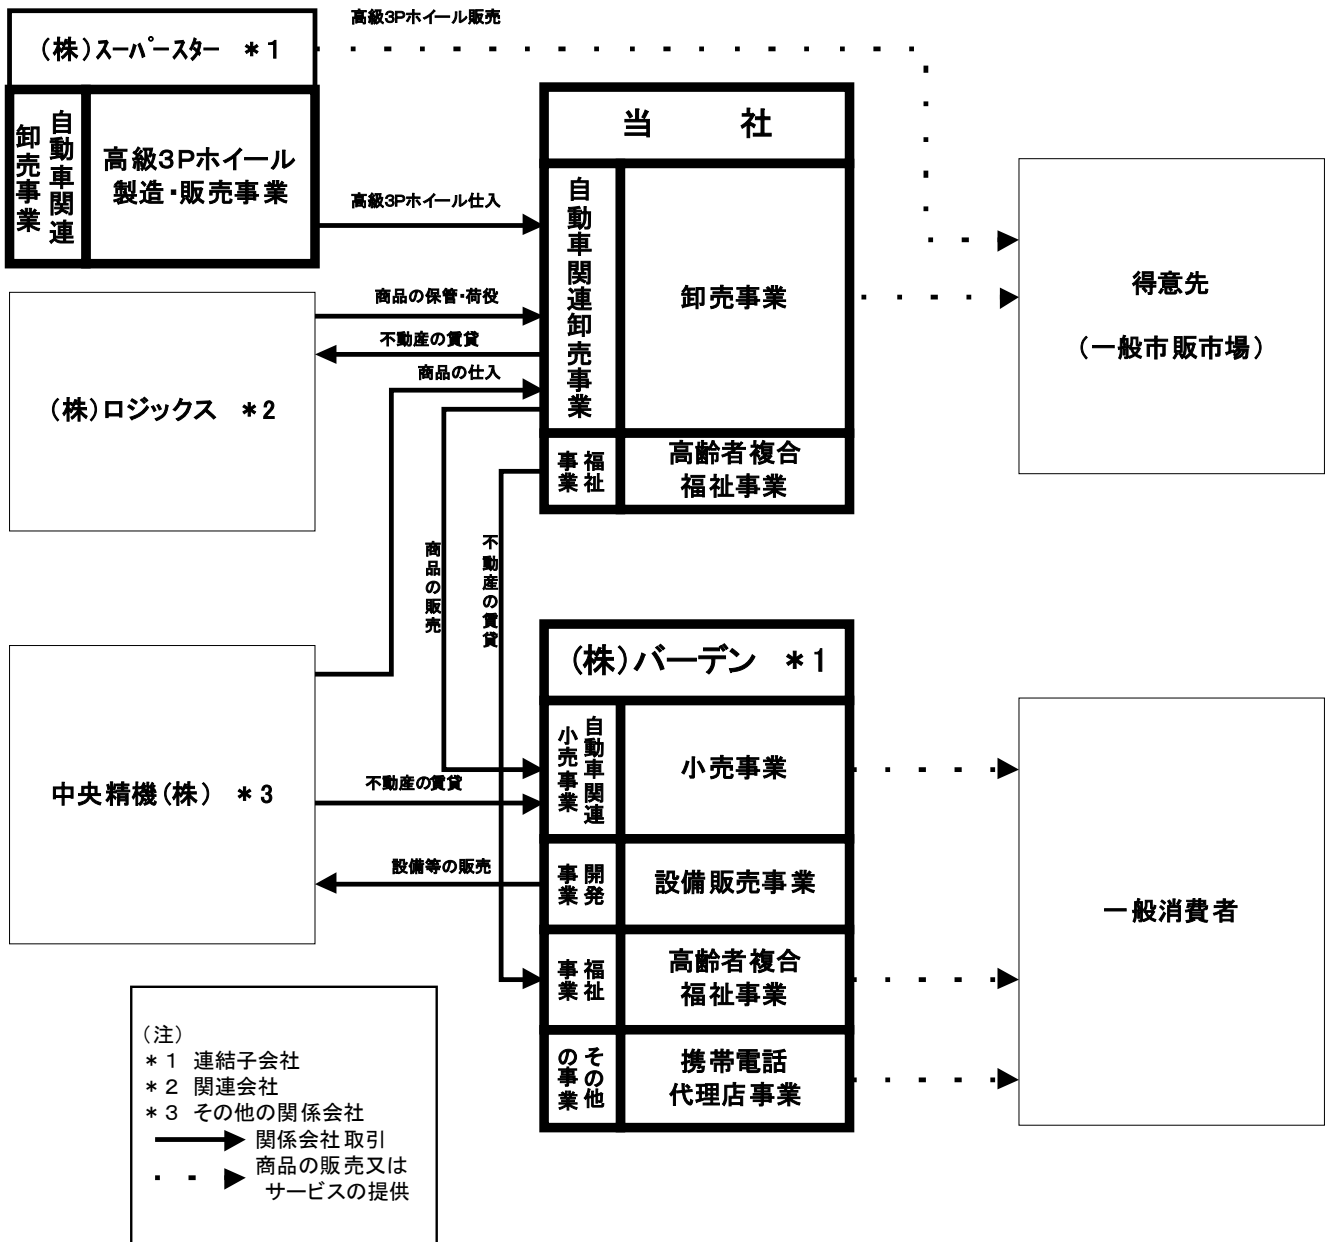 高級3Pホイール販売
（株）スーパースター ＊１
自動車関連
卸売事業
高級３Ｐホイール
製造・販売事業
高級3Pホイール仕入
当 社
自動車関連卸売事業
卸売事業
福祉
事業
高齢者複合
福祉事業
得意先
（一般市販市場）
商品の保管・荷役
不動産の賃貸
商品の仕入
（株）ロジックス ＊２
商品の販売
不動産の賃貸
（株）バーデン ＊１
自動車関連
小売事業
小売事業
開発
事業
設備販売事業
福祉
事業
高齢者複合
福祉事業
その他
の事業
携帯電話
代理店事業
中央精機（株） ＊３
不動産の賃貸
設備等の販売
一般消費者
（注）
＊１ 連結子会社
＊２ 関連会社
＊３ その他の関係会社
関係会社取引
商品の販売又は
サービスの提供